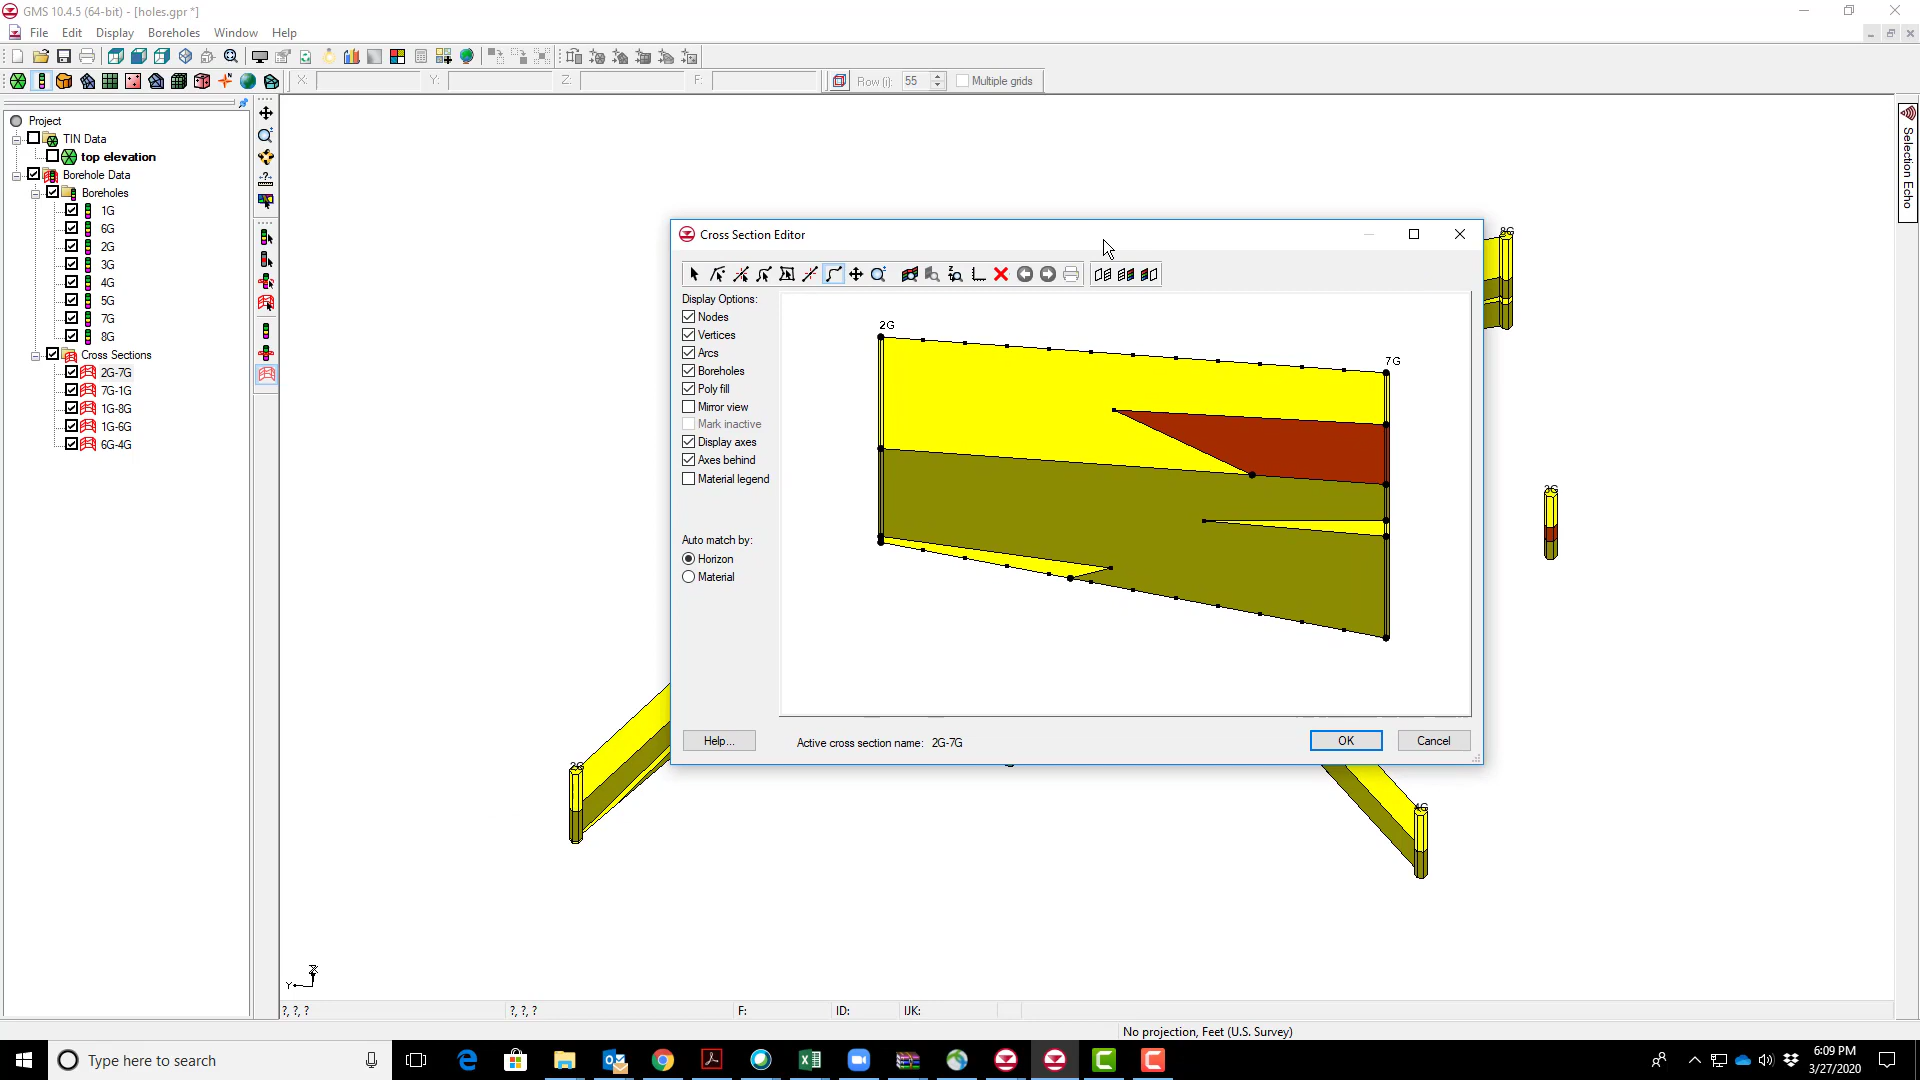 GMS 10.4.5 (64-bit) - [holes.gpr *]
File Edit Display Boreholes Window Help
X: Y: Z: F: Row (i): 55 Multiple grids
Project
TIN Data
top elevation
Borehole Data
Boreholes
1G
6G
2G
3G
4G
5G
7G
8G
Cross Sections
2G-7G
7G-1G
1G-8G
1G-6G
6G-4G
Selection Echo
8G
3G
2G
4G
Cross Section Editor
Display Options:
Nodes
Vertices
Arcs
Boreholes
Poly fill
Mirror view
Mark inactive
Display axes
Axes behind
Material legend
Auto match by:
Horizon
Material
2G
7G
Help...
Active cross section name: 2G-7G
OK
Cancel
Z
Y
?, ?, ? ?, ?, ? F: ID: IJK:
No projection, Feet (U.S. Survey)
Type here to search
6:09 PM
3/27/2020